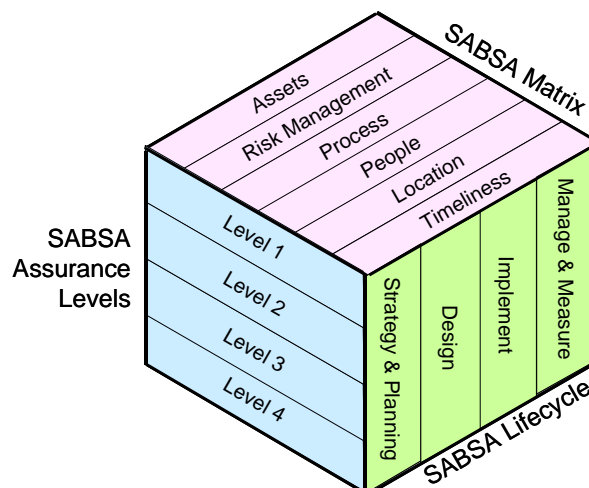 SABSA Matrix
Assets
Risk Management
Process
People
Location
Timeliness
SABSA
Assurance
Levels
Level 1
Level 2
Level 3
Level 4
Strategy & Planning
Design
Implement
Manage & Measure
SABSA Lifecycle